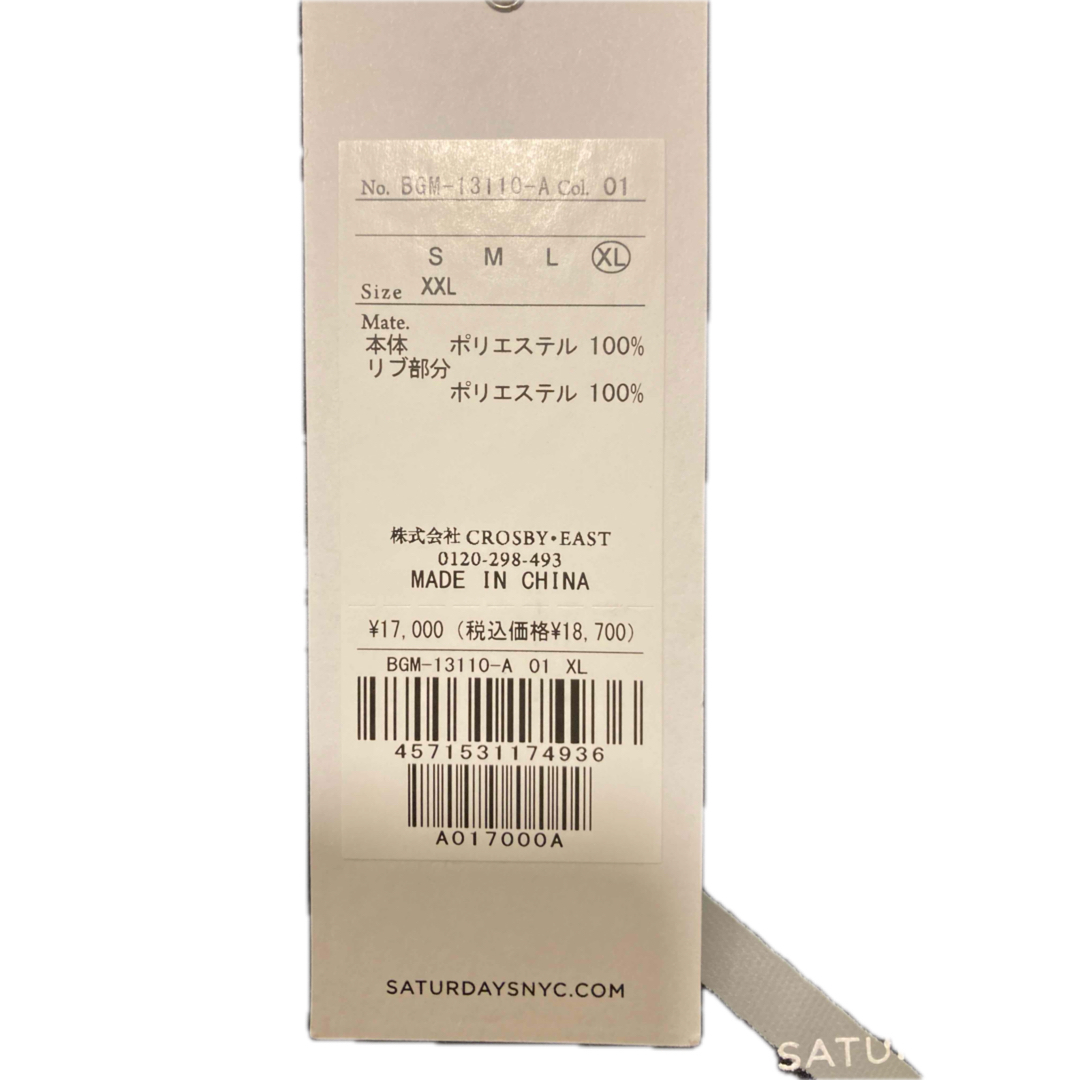 No. BGM-13110-A Col. 01
S M L XL
Size XXL
Mate.
本体 ポリエステル 100%
リブ部分
ポリエステル 100%
株式会社 CROSBY・EAST
0120-298-493
MADE IN CHINA
¥17,000 (税込価格¥18,700)
BGM-13110-A 01 XL
4571531174936
A017000A
SATURDAYSNYC.COM
SATU